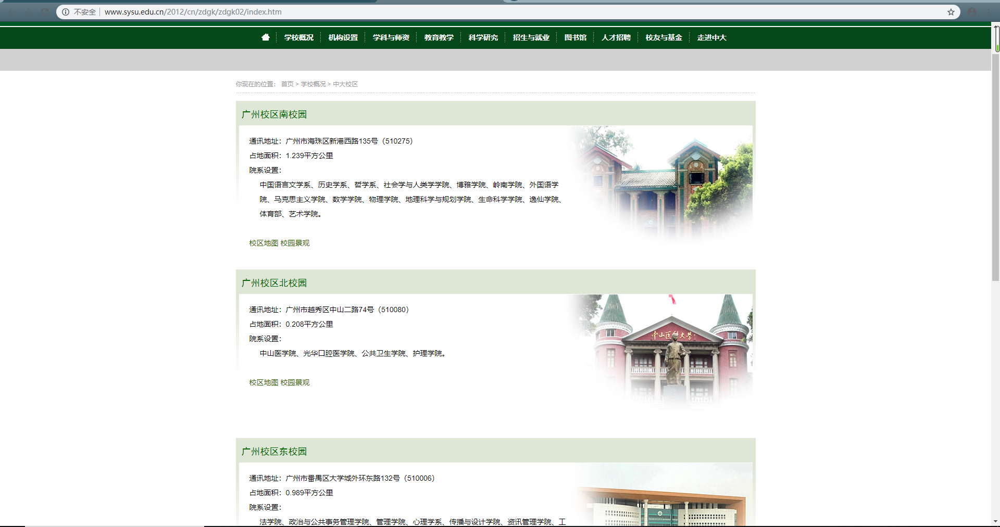 不安全 www.sysu.edu.cn/2012/cn/zdgk/zdgk02/index.htm
学校概况 机构设置 学科与师资 教育教学 科学研究 招生与就业 图书馆 人才招聘 校友与基金 走进中大
你现在的位置： 首页 > 学校概况 > 中大校区
广州校区南校园
通讯地址：广州市海珠区新港西路135号（510275）
占地面积：1.239平方公里
院系设置：
中国语言文学系、历史学系、哲学系、社会学与人类学学院、博雅学院、岭南学院、外国语学
院、马克思主义学院、数学学院、物理学院、地理科学与规划学院、生命科学学院、逸仙学院、
体育部、艺术学院。
校区地图 校园景观
广州校区北校园
通讯地址：广州市越秀区中山二路74号（510080）
占地面积：0.208平方公里
院系设置：
中山医学院、光华口腔医学院、公共卫生学院、护理学院。
中山医科大学
校区地图 校园景观
广州校区东校园
通讯地址：广州市番禺区大学城外环东路132号（510006）
占地面积：0.989平方公里
院系设置：
法学院、政治与公共事务管理学院、管理学院、心理学系、传播与设计学院、资讯管理学院、工